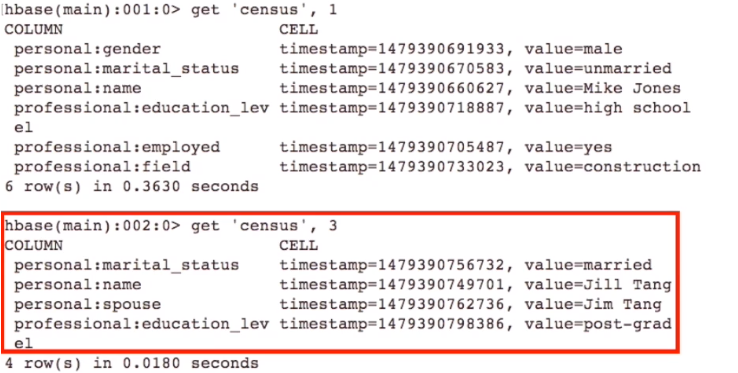 hbase(main):001:0> get 'census', 1
COLUMN CELL
personal:gender timestamp=1479390691933, value=male
personal:marital_status timestamp=1479390670583, value=unmarried
personal:name timestamp=1479390660627, value=Mike Jones
professional:education_lev timestamp=1479390718887, value=high school
el
professional:employed timestamp=1479390705487, value=yes
professional:field timestamp=1479390733023, value=construction
6 row(s) in 0.3630 seconds
hbase(main):002:0> get 'census', 3
COLUMN CELL
personal:marital_status timestamp=1479390756732, value=married
personal:name timestamp=1479390749701, value=Jill Tang
personal:spouse timestamp=1479390762736, value=Jim Tang
professional:education_lev timestamp=1479390798386, value=post-grad
el
4 row(s) in 0.0180 seconds